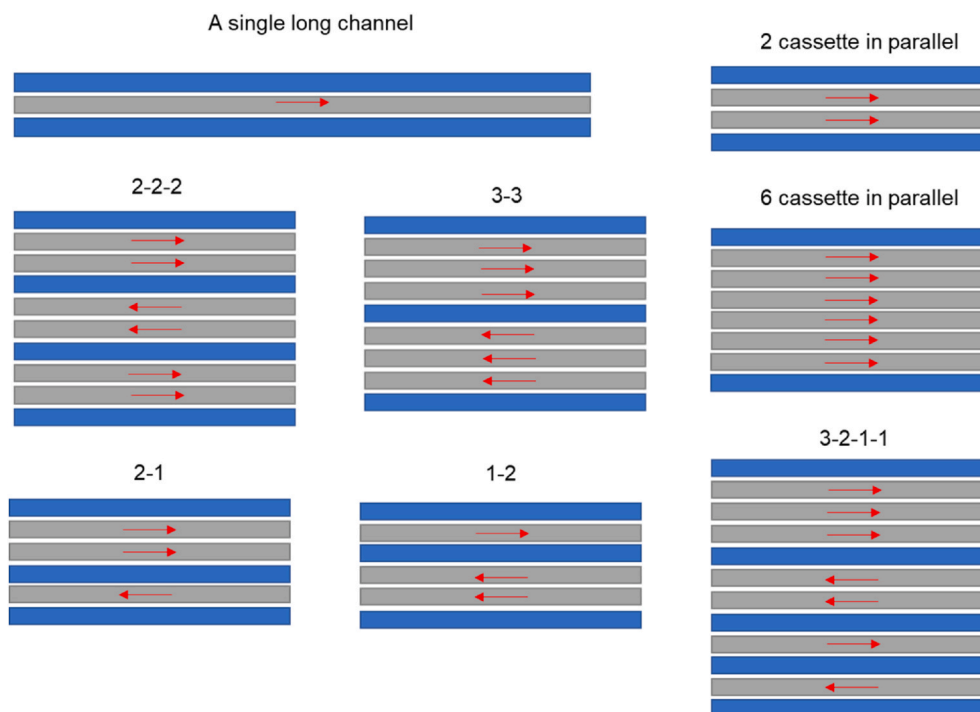 A single long channel
2 cassette in parallel
2-2-2
3-3
6 cassette in parallel
3-2-1-1
2-1
1-2